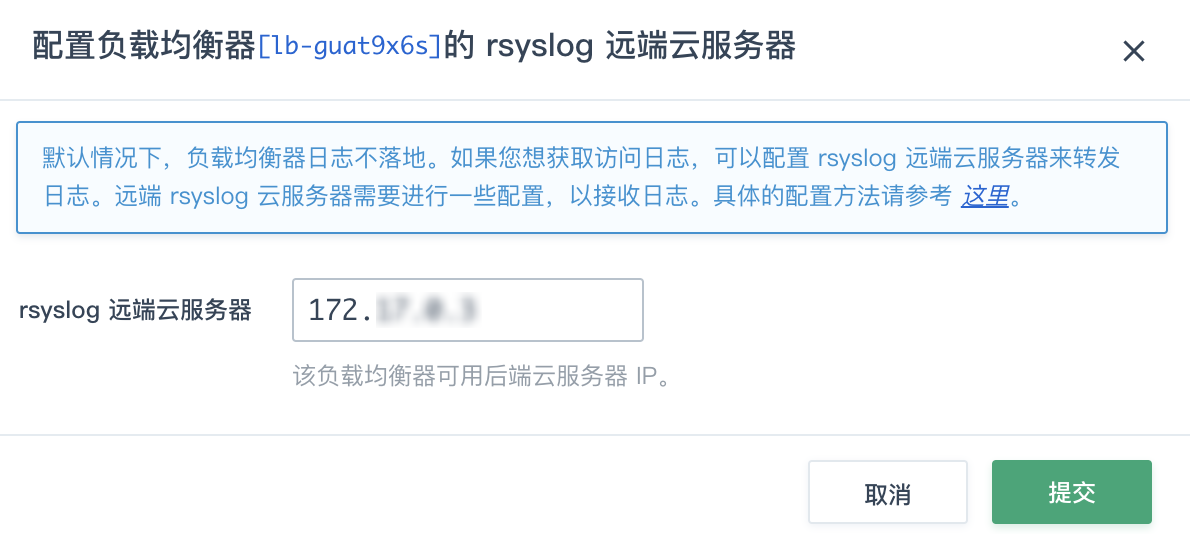 配置负载均衡器[lb-guat9x6s]的 rsyslog 远端云服务器
默认情况下，负载均衡器日志不落地。如果您想获取访问日志，可以配置 rsyslog 远端云服务器来转发
日志。远端 rsyslog 云服务器需要进行一些配置，以接收日志。具体的配置方法请参考 这里。
rsyslog 远端云服务器
172.
该负载均衡器可用后端云服务器 IP。
取消
提交